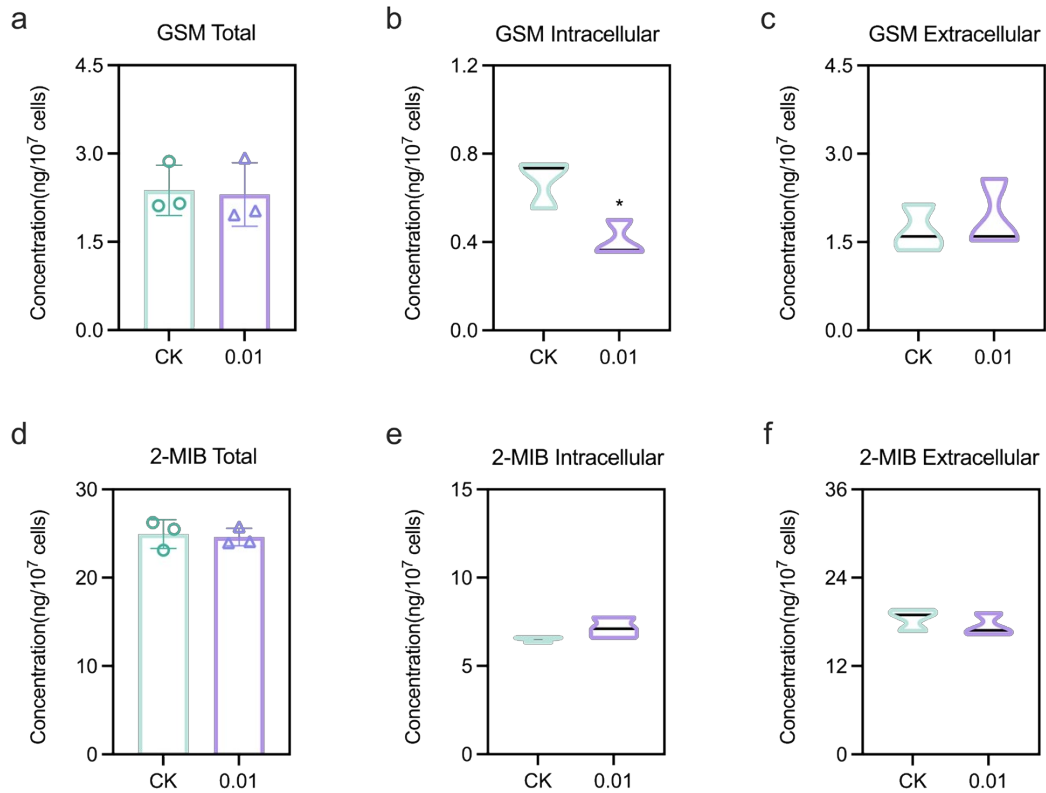 a
GSM Total
Concentration(ng/10⁷ cells)
4.5
3.0
1.5
0.0
CK 0.01
b
GSM Intracellular
Concentration(ng/10⁷ cells)
1.2
0.8
0.4
0.0
*
CK 0.01
c
GSM Extracellular
Concentration(ng/10⁷ cells)
4.5
3.0
1.5
0.0
CK 0.01
d
2-MIB Total
Concentration(ng/10⁷ cells)
30
20
10
0
CK 0.01
e
2-MIB Intracellular
Concentration(ng/10⁷ cells)
15
10
5
0
CK 0.01
f
2-MIB Extracellular
Concentration(ng/10⁷ cells)
36
24
12
0
CK 0.01